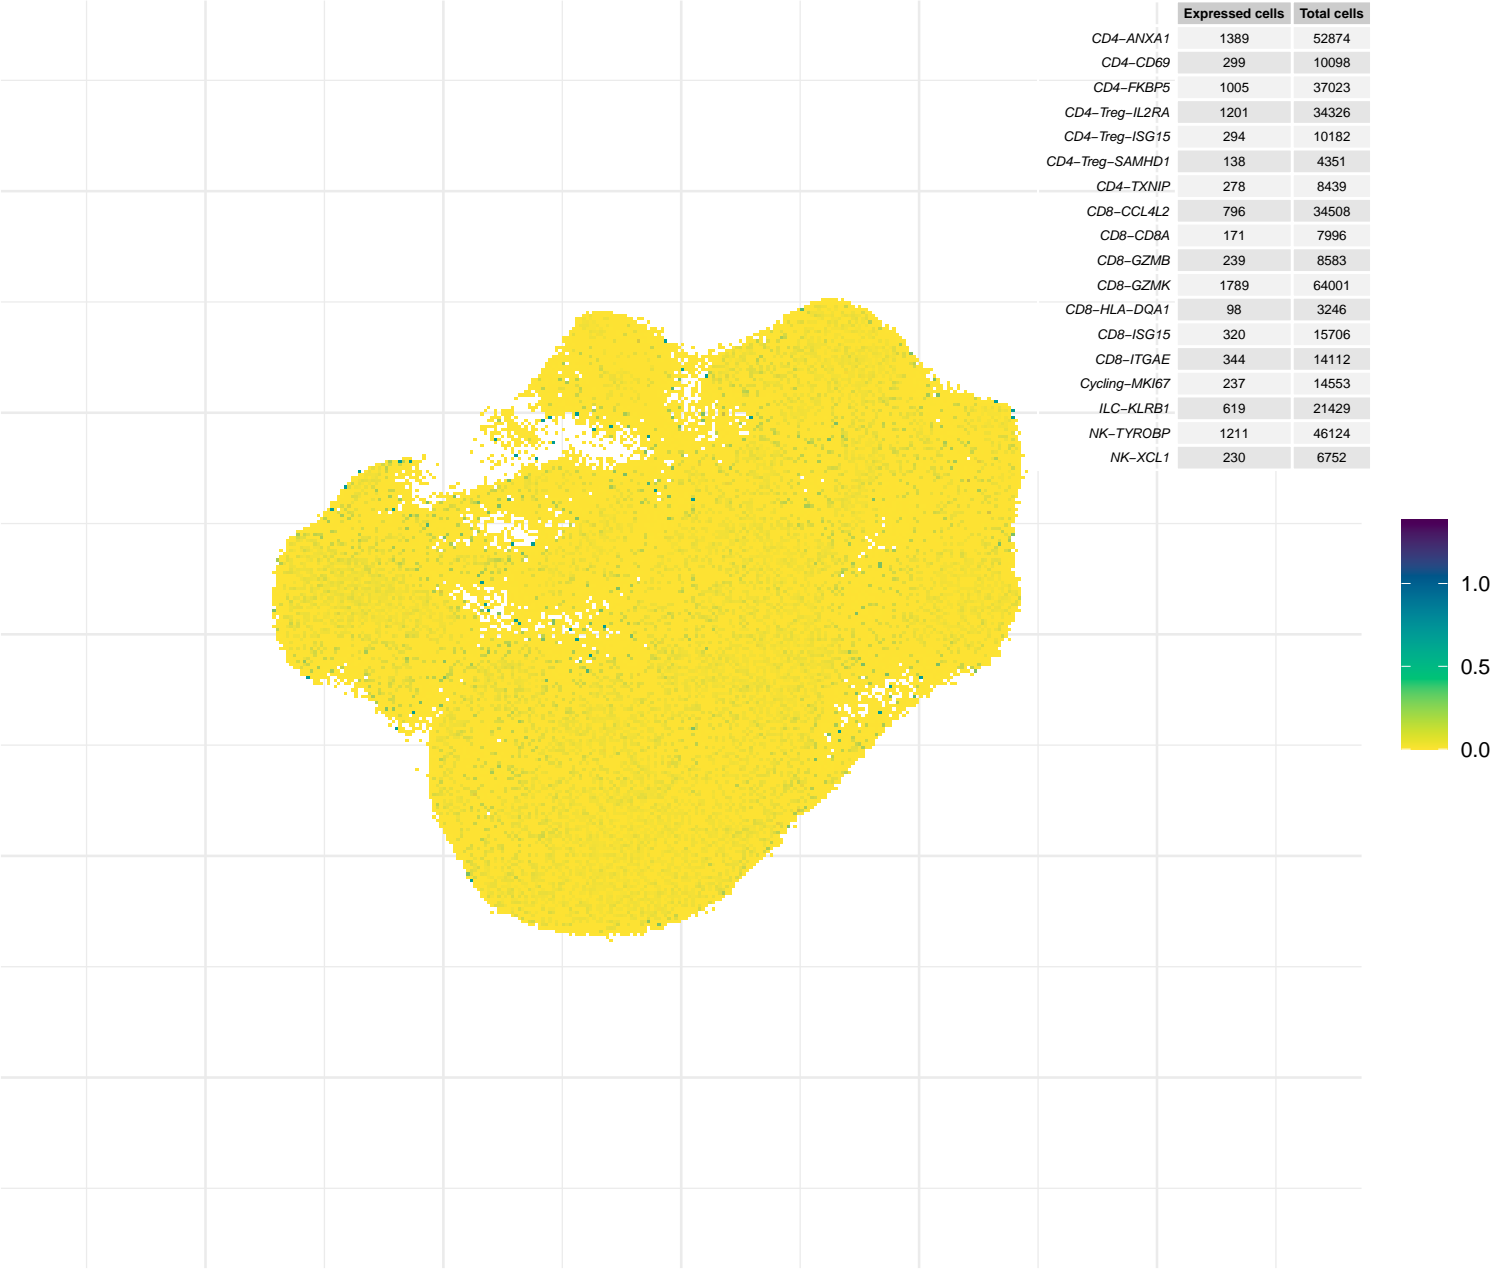 Expressed cells Total cells
CD4−ANXA1 1389 52874
CD4−CD69 299 10098
CD4−FKBP5 1005 37023
CD4−Treg−IL2RA 1201 34326
CD4−Treg−ISG15 294 10182
CD4−Treg−SAMHD1 138 4351
CD4−TXNIP 278 8439
CD8−CCL4L2 796 34508
CD8−CD8A 171 7996
CD8−GZMB 239 8583
CD8−GZMK 1789 64001
CD8−HLA−DQA1 98 3246
CD8−ISG15 320 15706
CD8−ITGAE 344 14112
Cycling−MKI67 237 14553
ILC−KLRB1 619 21429
NK−TYROBP 1211 46124
NK−XCL1 230 6752
1.0
0.5
0.0